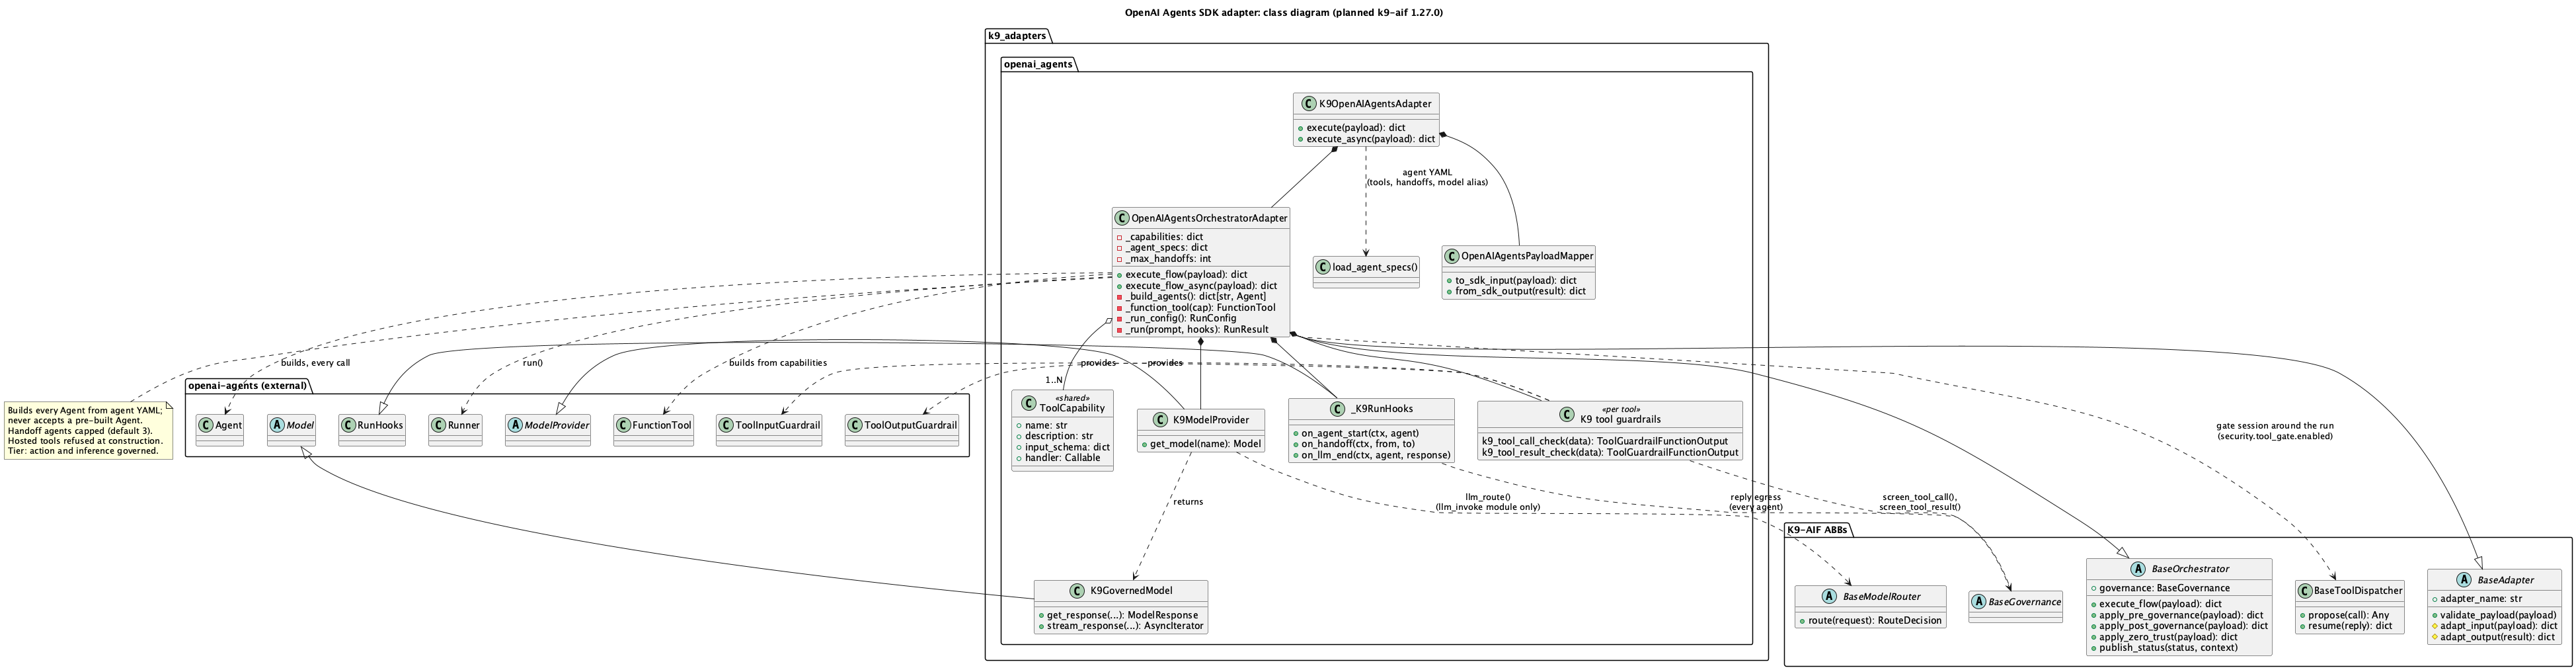 OpenAI Agents SDK adapter: class diagram (planned k9-aif 1.27.0)
k9_adapters
openai_agents
C K9OpenAIAgentsAdapter
execute(payload): dict
execute_async(payload): dict
agent YAML
(tools, handoffs, model alias)
C OpenAIAgentsOrchestratorAdapter
_capabilities: dict
_agent_specs: dict
_max_handoffs: int
execute_flow(payload): dict
execute_flow_async(payload): dict
_build_agents(): dict[str, Agent]
_function_tool(cap): FunctionTool
_run_config(): RunConfig
_run(prompt, hooks): RunResult
C load_agent_specs()
C OpenAIAgentsPayloadMapper
to_sdk_input(payload): dict
from_sdk_output(result): dict
builds, every call
run()
builds from capabilities
provides
provides
1..N
openai-agents (external)
Builds every Agent from agent YAML;
never accepts a pre-built Agent.
Handoff agents capped (default 3).
Hosted tools refused at construction.
Tier: action and inference governed.
C Agent
A Model
C RunHooks
C Runner
A ModelProvider
C FunctionTool
C ToolInputGuardrail
C ToolOutputGuardrail
«shared»
C ToolCapability
name: str
description: str
input_schema: dict
handler: Callable
C K9ModelProvider
get_model(name): Model
C _K9RunHooks
on_agent_start(ctx, agent)
on_handoff(ctx, from, to)
on_llm_end(ctx, agent, response)
«per tool»
C K9 tool guardrails
k9_tool_call_check(data): ToolGuardrailFunctionOutput
k9_tool_result_check(data): ToolGuardrailFunctionOutput
gate session around the run
(security.tool_gate.enabled)
returns
llm_route()
(llm_invoke module only)
reply egress
(every agent)
screen_tool_call(),
screen_tool_result()
K9-AIF ABBs
C K9GovernedModel
get_response(...): ModelResponse
stream_response(...): AsyncIterator
A BaseModelRouter
route(request): RouteDecision
A BaseGovernance
A BaseOrchestrator
governance: BaseGovernance
execute_flow(payload): dict
apply_pre_governance(payload): dict
apply_post_governance(payload): dict
apply_zero_trust(payload): dict
publish_status(status, context)
C BaseToolDispatcher
propose(call): Any
resume(reply): dict
A BaseAdapter
adapter_name: str
validate_payload(payload)
adapt_input(payload): dict
adapt_output(result): dict